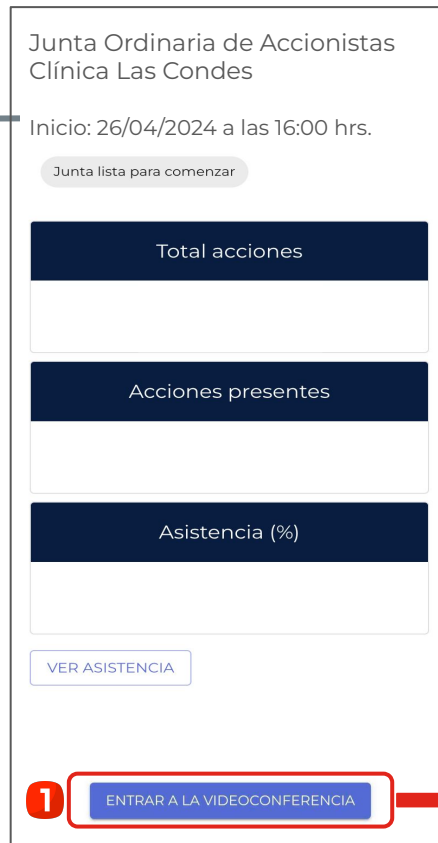 Junta Ordinaria de Accionistas
Clínica Las Condes
Inicio: 26/04/2024 a las 16:00 hrs.
Junta lista para comenzar
Total acciones
Acciones presentes
Asistencia (%)
VER ASISTENCIA
1
ENTRAR A LA VIDEOCONFERENCIA